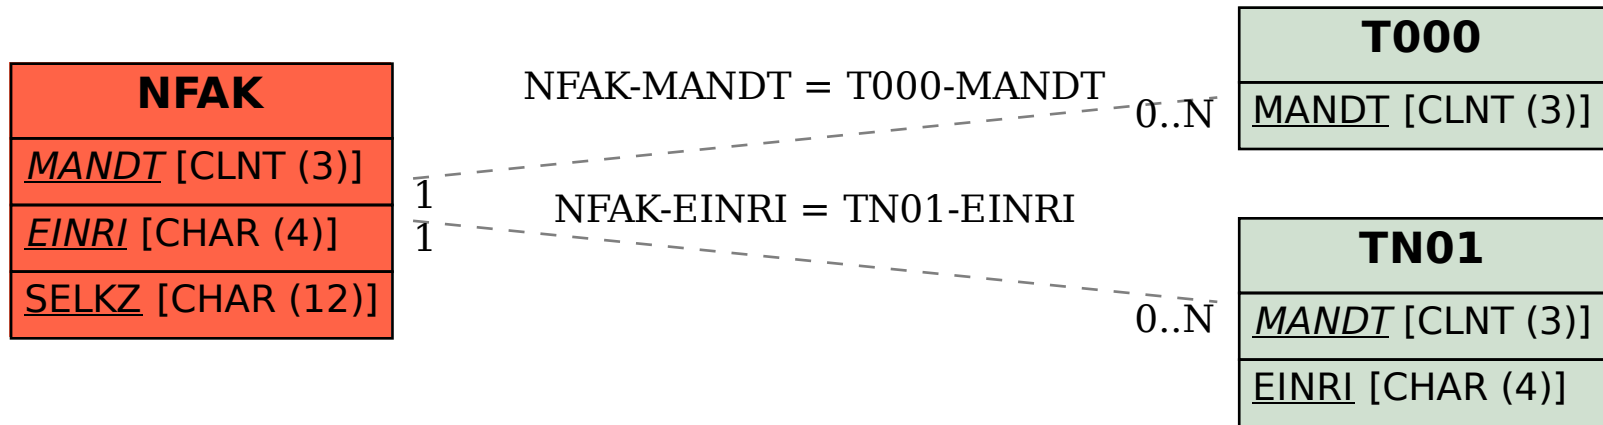 NFAK
MANDT [CLNT (3)]
EINRI [CHAR (4)]
SELKZ [CHAR (12)]
NFAK-MANDT = T000-MANDT
0..N
1
NFAK-EINRI = TN01-EINRI
1
0..N
T000
MANDT [CLNT (3)]
TN01
MANDT [CLNT (3)]
EINRI [CHAR (4)]